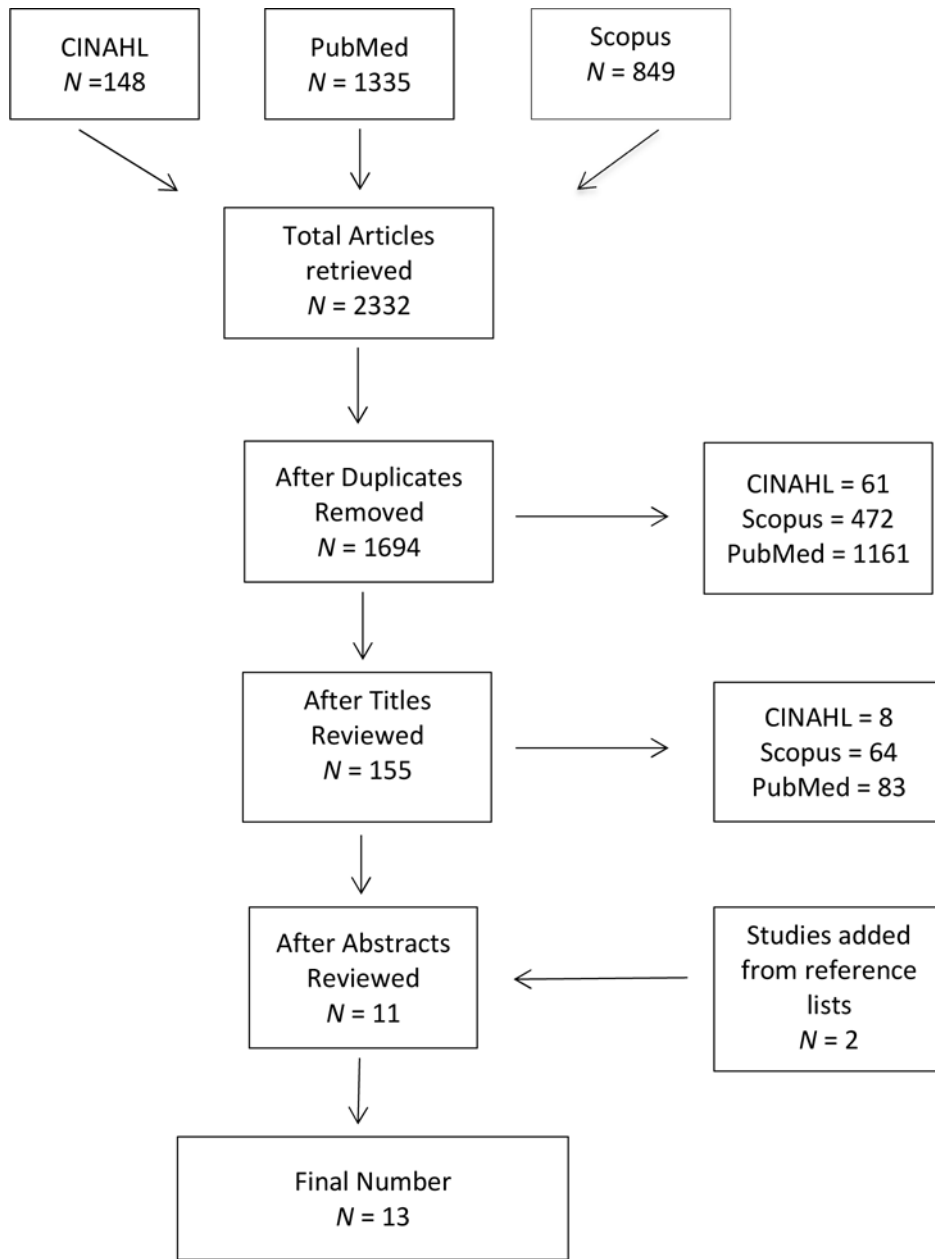 CINAHL
N =148
PubMed
N = 1335
Scopus
N = 849
Total Articles
retrieved
N = 2332
After Duplicates
Removed
N = 1694
CINAHL = 61
Scopus = 472
PubMed = 1161
After Titles
Reviewed
N = 155
CINAHL = 8
Scopus = 64
PubMed = 83
After Abstracts
Reviewed
N = 11
Studies added
from reference
lists
N = 2
Final Number
N = 13